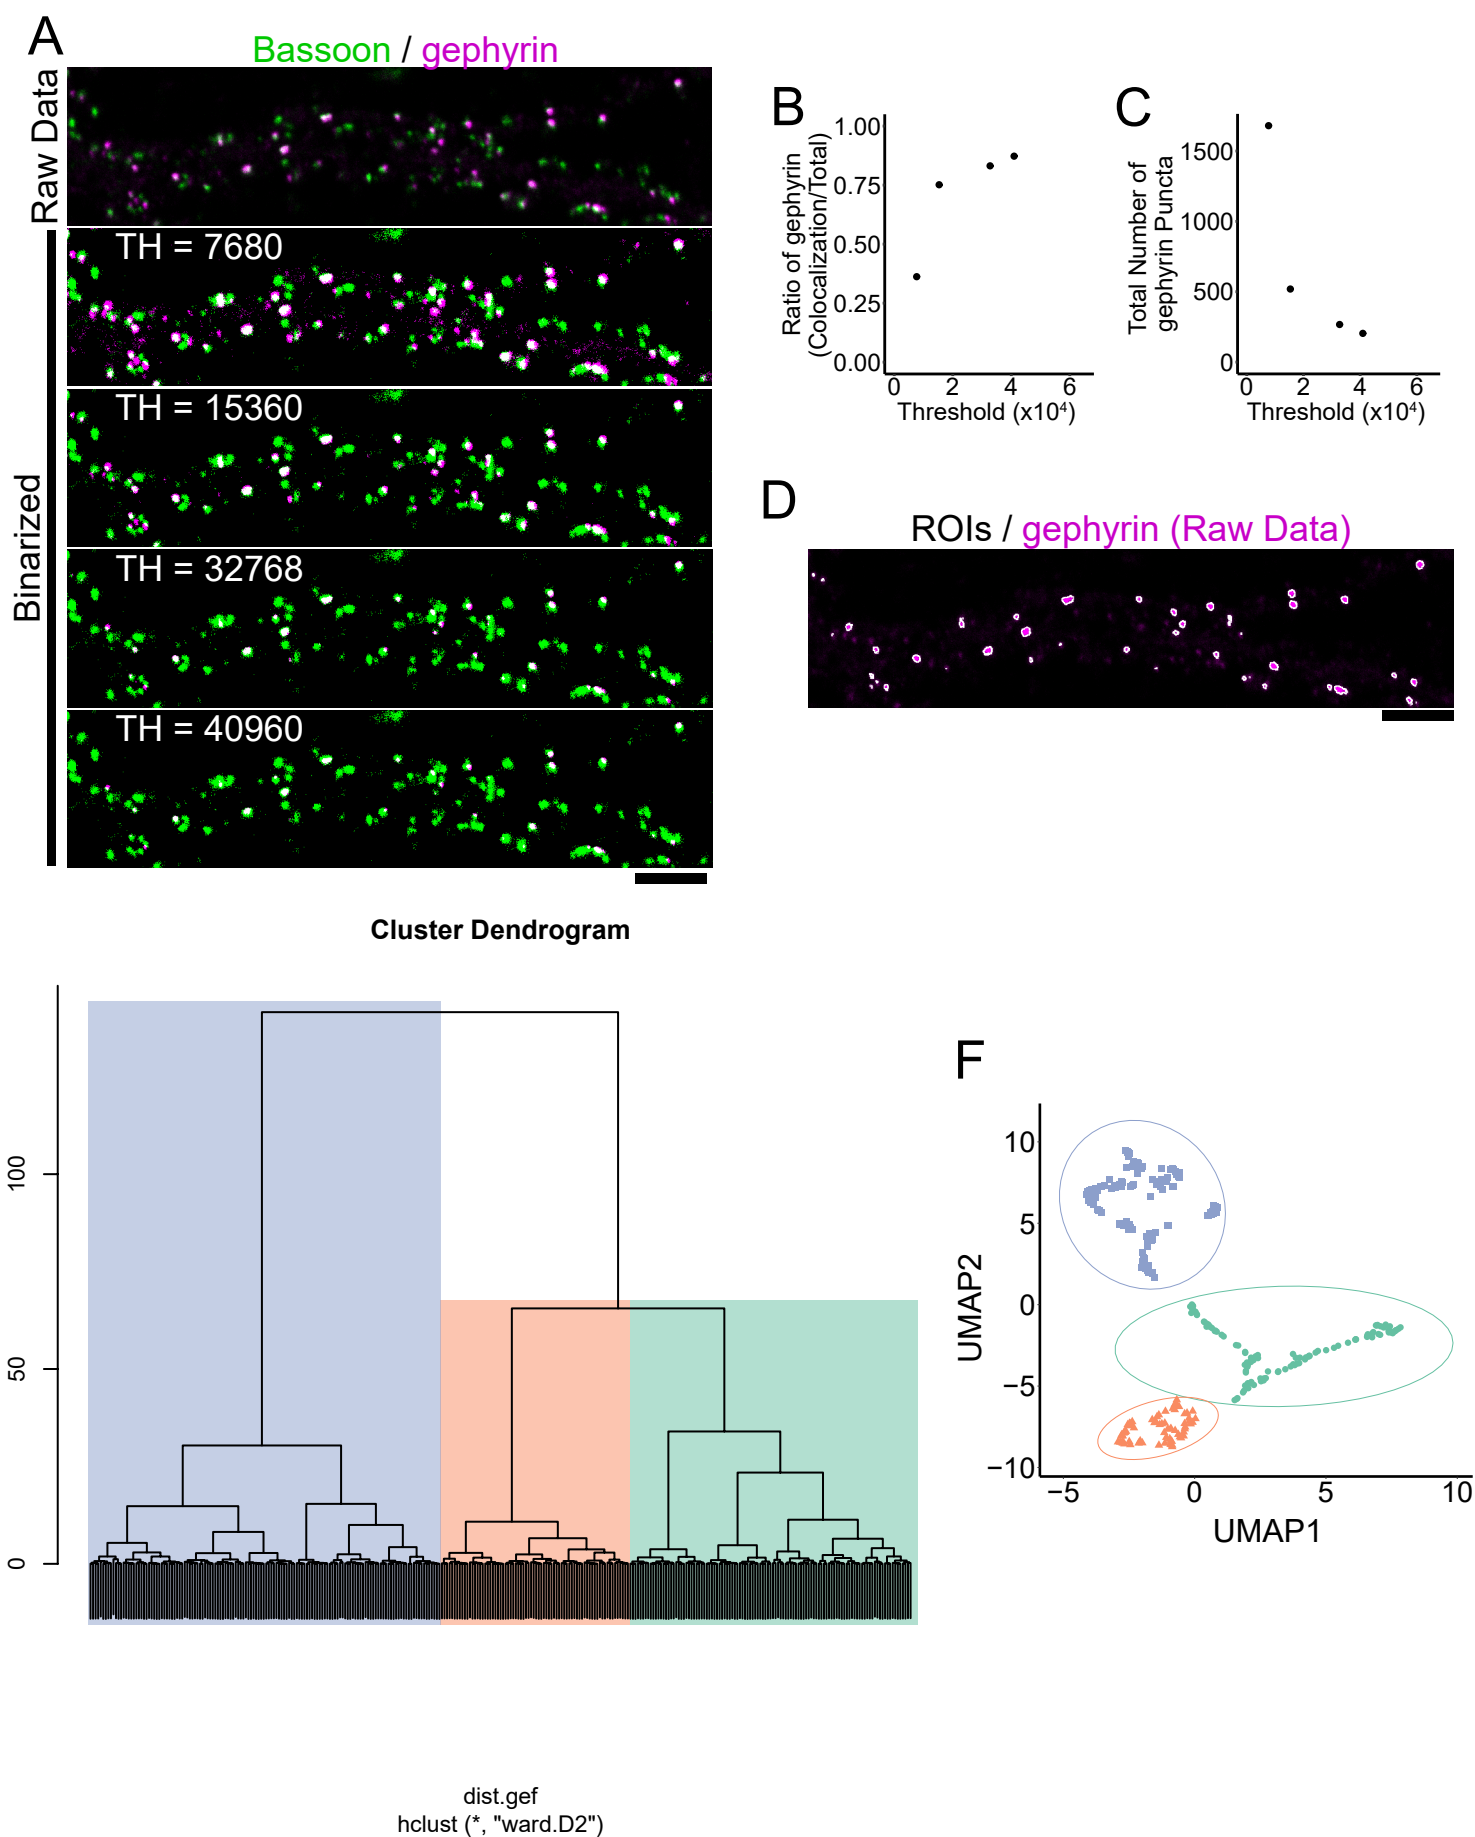 A
Bassoon / gephyrin
Raw Data
Binarized
TH = 7680
TH = 15360
TH = 32768
TH = 40960
B
Ratio of gephyrin
(Colocalization/Total)
1.00
0.75
0.50
0.25
0.00
0 2 4 6
Threshold (x10⁴)
C
Total Number of
gephyrin Puncta
1500
1000
500
0
0 2 4 6
Threshold (x10⁴)
D
ROIs / gephyrin (Raw Data)
Cluster Dendrogram
100
50
0
dist.gef
hclust (*, "ward.D2")
F
UMAP2
10
5
0
−5
−10
−5 0 5 10
UMAP1